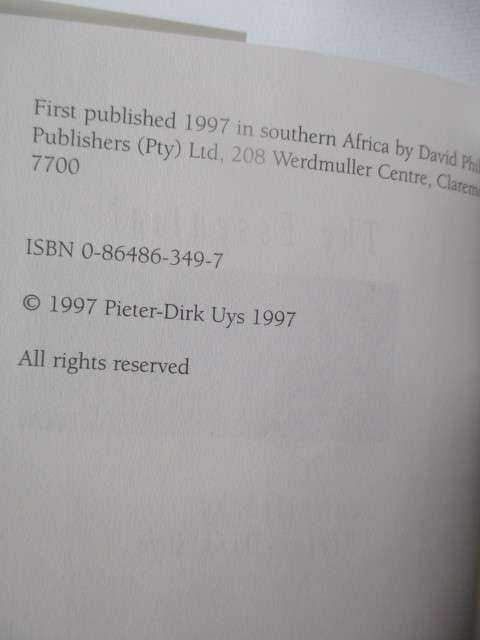 First published 1997 in southern Africa by David
Publishers (Pty) Ltd, 208 Werdmuller Centre,
7700
ISBN 0-86486-349-7
© 1997 Pieter-Dirk Uys 1997
All rights reserved